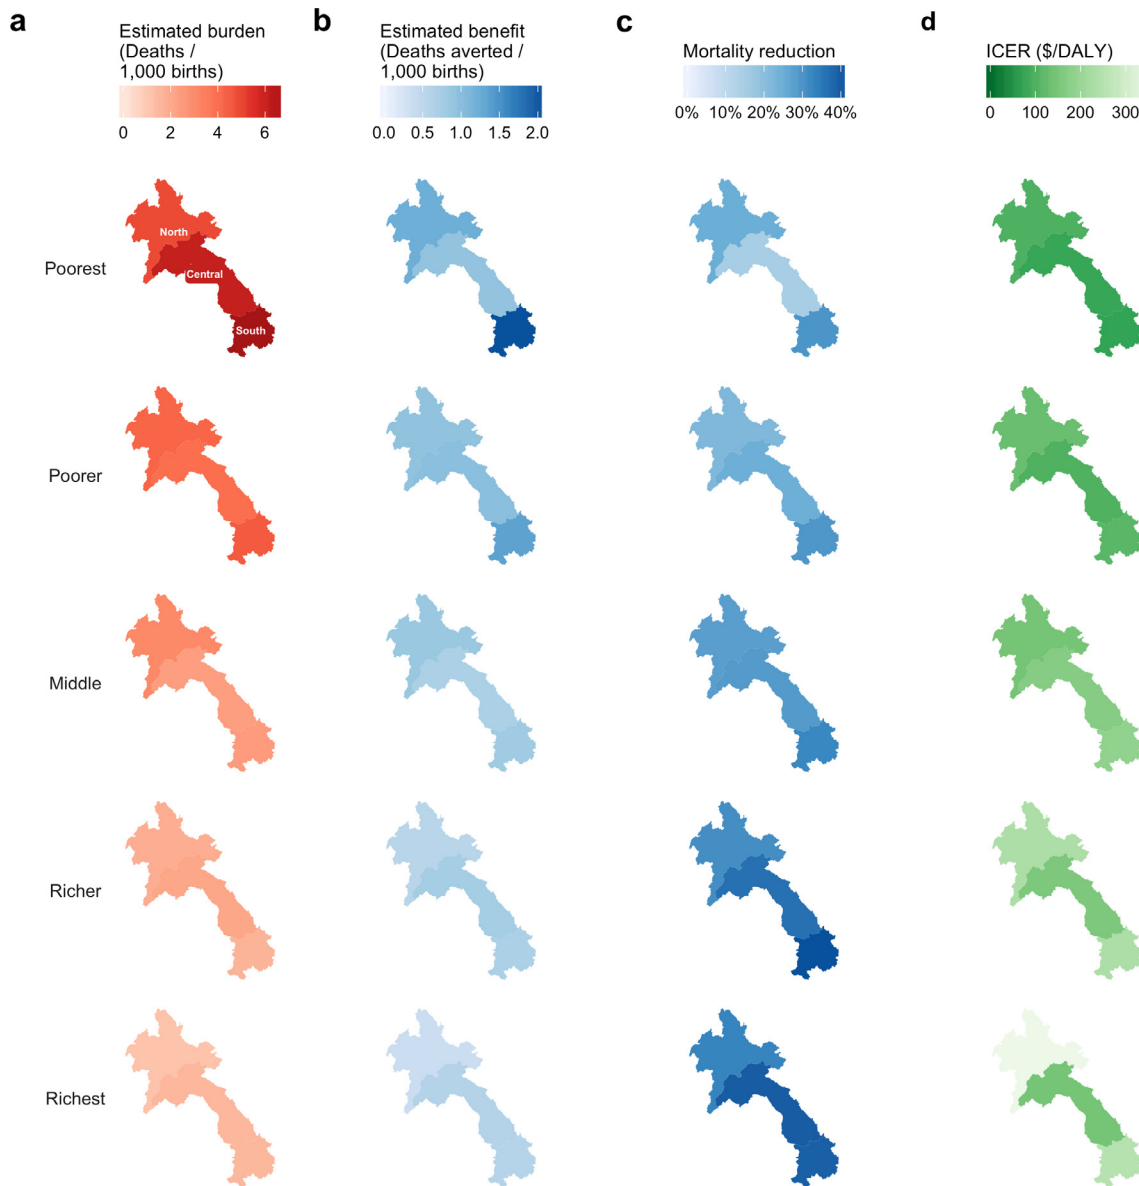 a
Estimated burden
(Deaths /
1,000 births)
0 2 4 6
b
Estimated benefit
(Deaths averted /
1,000 births)
0.0 0.5 1.0 1.5 2.0
c
Mortality reduction
0% 10% 20% 30% 40%
d
ICER ($/DALY)
0 100 200 300
Poorest
North
Central
South
Poorer
Middle
Richer
Richest